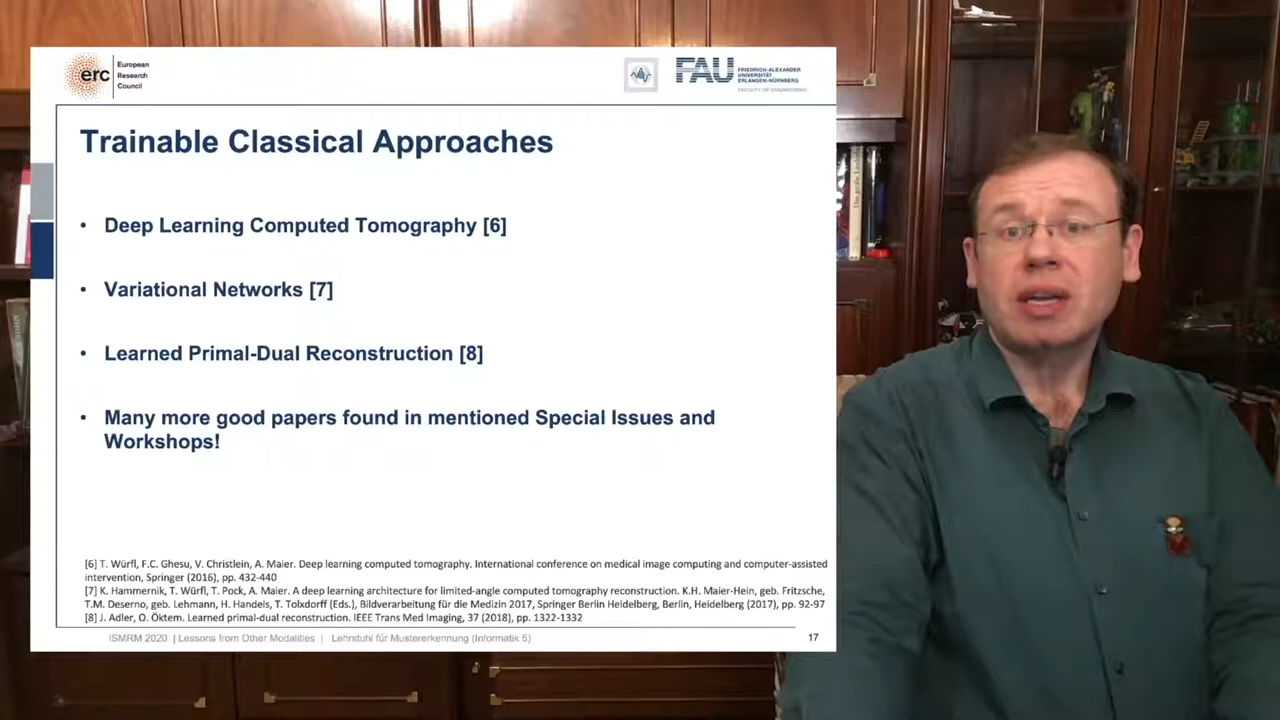 erc
European
Research
Council
FAU
FRIEDRICH-ALEXANDER
UNIVERSITÄT
ERLANGEN-NÜRNBERG
FACULTY OF ENGINEERING
Trainable Classical Approaches
• Deep Learning Computed Tomography [6]
• Variational Networks [7]
• Learned Primal-Dual Reconstruction [8]
• Many more good papers found in mentioned Special Issues and
Workshops!
[6] T. Würfl, F.C. Ghesu, V. Christlein, A. Maier. Deep learning computed tomography. International conference on medical image computing and computer-assisted
intervention, Springer (2016), pp. 432-440
[7] K. Hammernik, T. Würfl, T. Pock, A. Maier. A deep learning architecture for limited-angle computed tomography reconstruction. K.H. Maier-Hein, geb. Fritzsche,
T.M. Deserno, geb. Lehmann, H. Handels, T. Tolxdorff (Eds.), Bildverarbeitung für die Medizin 2017, Springer Berlin Heidelberg, Berlin, Heidelberg (2017), pp. 92-97
[8] J. Adler, O. Öktem. Learned primal-dual reconstruction. IEEE Trans Med Imaging, 37 (2018), pp. 1322-1332
ISMRM 2020 | Lessons from Other Modalities | Lehrstuhl für Mustererkennung (Informatik 5)
17